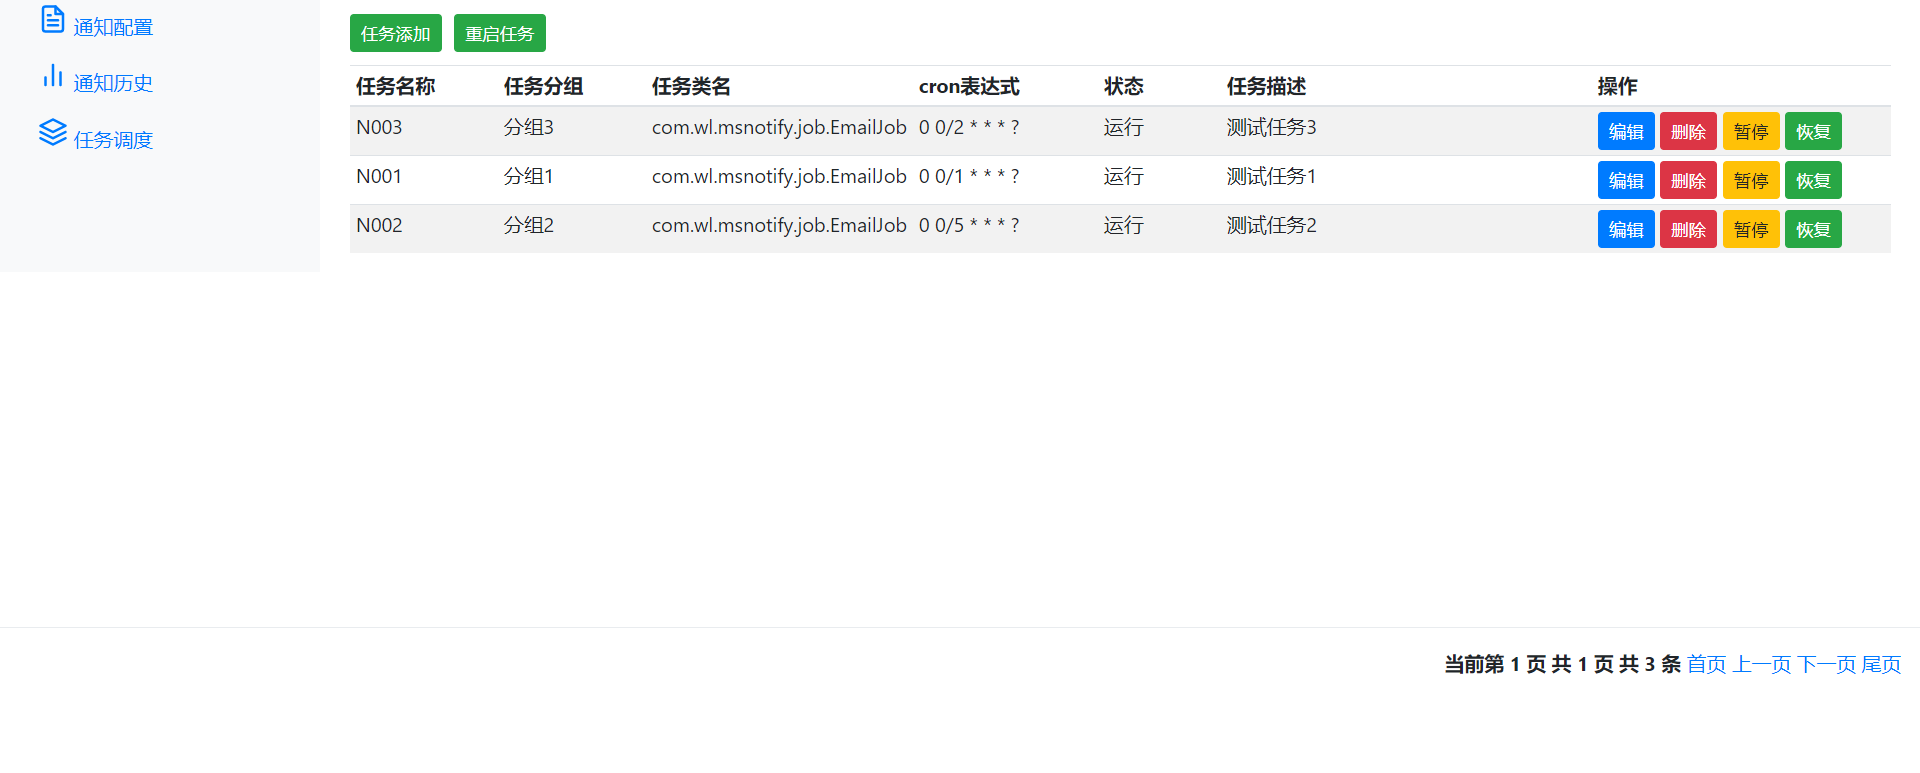 通知配置
通知历史
任务调度
任务添加 重启任务
任务名称 任务分组 任务类名 cron表达式 状态 任务描述 操作
N003 分组3 com.wl.msnotify.job.EmailJob 0 0/2 * * * ? 运行 测试任务3 编辑 删除 暂停 恢复
N001 分组1 com.wl.msnotify.job.EmailJob 0 0/1 * * * ? 运行 测试任务1 编辑 删除 暂停 恢复
N002 分组2 com.wl.msnotify.job.EmailJob 0 0/5 * * * ? 运行 测试任务2 编辑 删除 暂停 恢复
当前第 1 页 共 1 页 共 3 条 首页 上一页 下一页 尾页